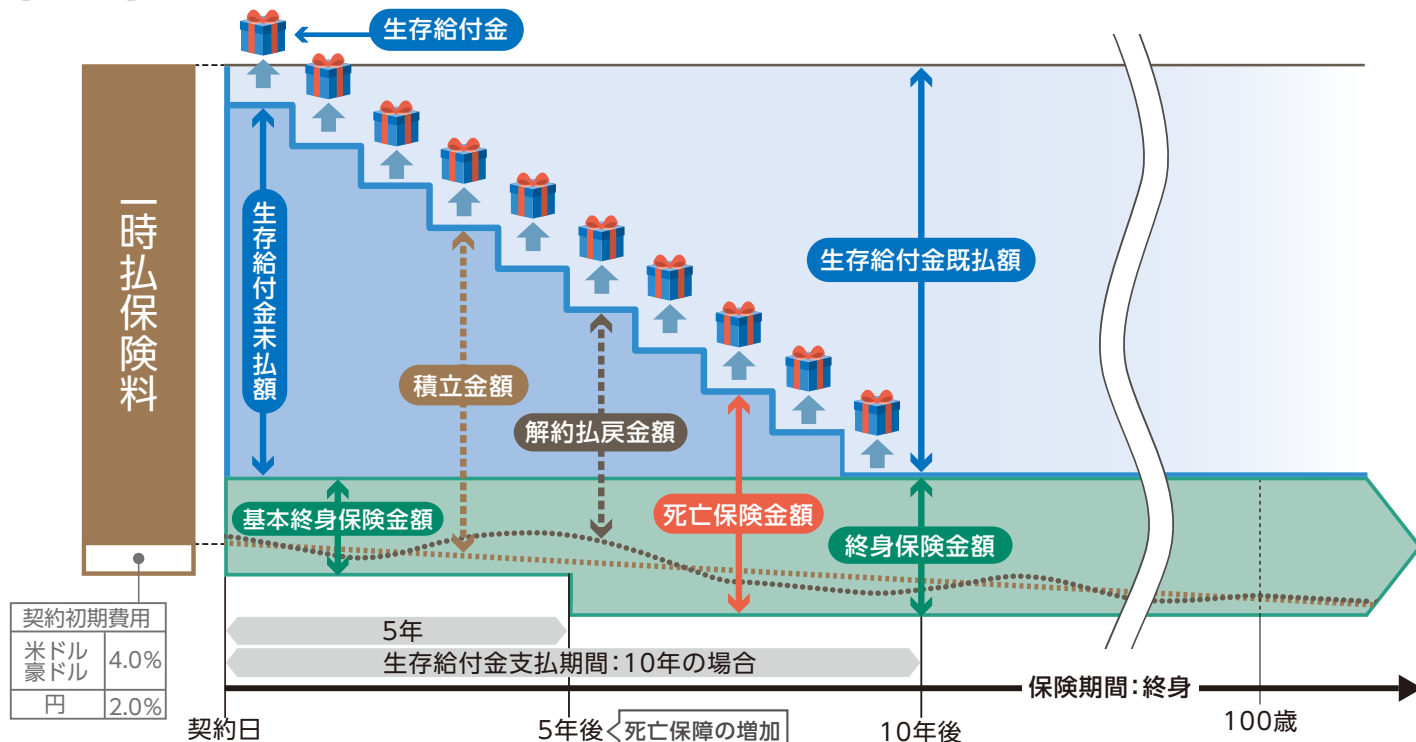 生存給付金
一時払保険料
生存給付金未払額
積立金額
解約払戻金額
生存給付金既払額
基本終身保険金額
死亡保険金額
終身保険金額
契約初期費用
米ドル
豪ドル
4.0%
円
2.0%
5年
生存給付金支払期間:10年の場合
保険期間:終身
契約日
5年後
死亡保障の増加
10年後
100歳